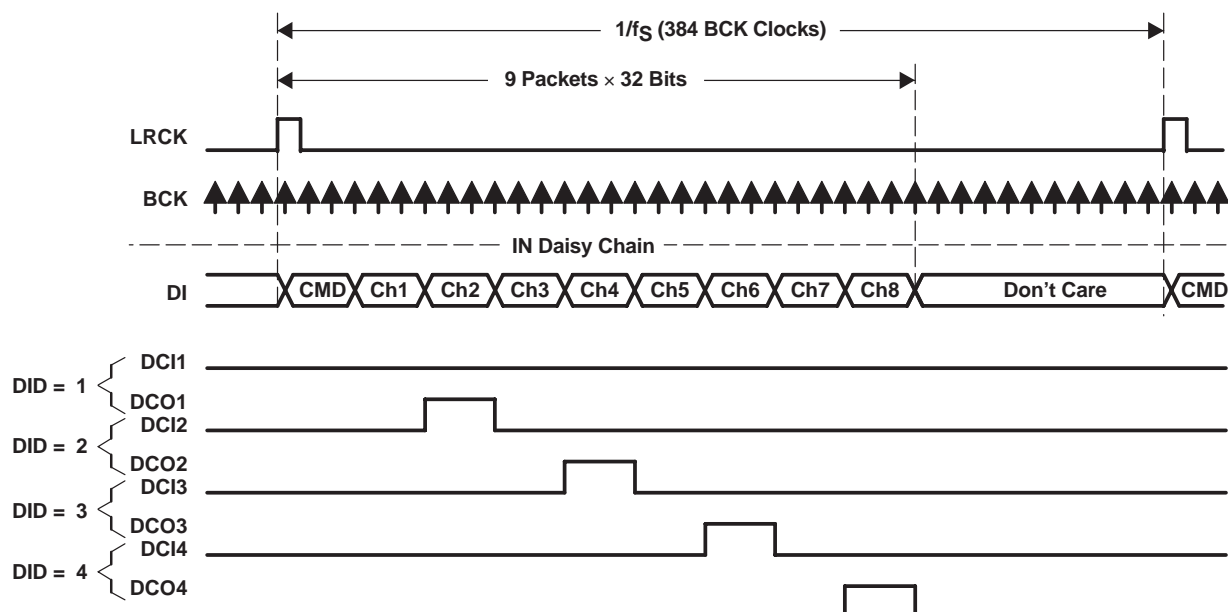 1/fS (384 BCK Clocks)
9 Packets × 32 Bits
LRCK
BCK
IN Daisy Chain
DI CMD Ch1 Ch2 Ch3 Ch4 Ch5 Ch6 Ch7 Ch8 Don't Care CMD
DCI1
DID = 1
DCO1
DCI2
DID = 2
DCO2
DCI3
DID = 3
DCO3
DCI4
DID = 4
DCO4